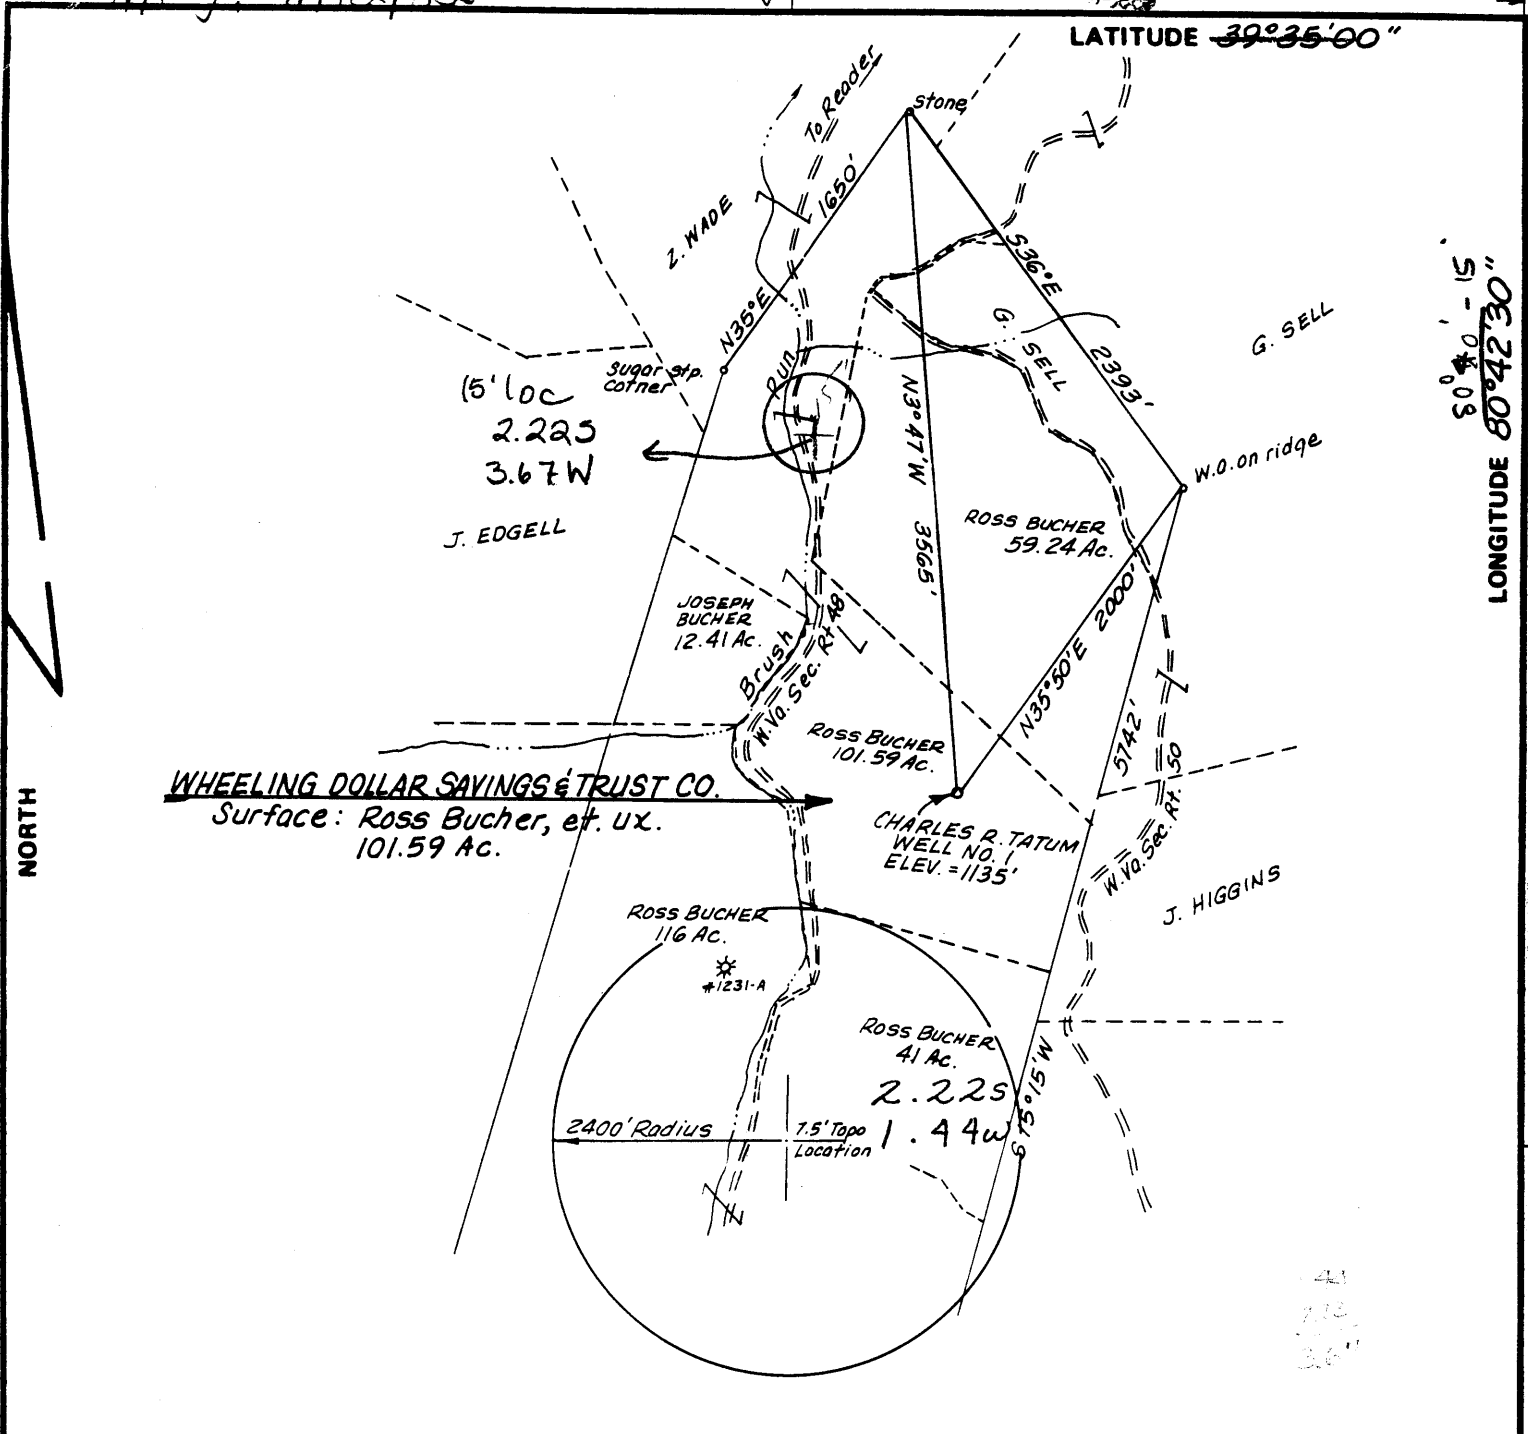 LATITUDE 39°35'00"
stone
To Reader
1650'
Z. WADE
N35°E
S36°E
2393'
G. SELL
G. SELL
80° 40' - 15'
LONGITUDE 80°42'30"
Sugar stp.
corner
15' loc
2.22S
3.67W
Run
N3°47'W 3565'
W.O. on ridge
J. EDGELL
ROSS BUCHER
59.24 Ac.
JOSEPH
BUCHER
12.41 Ac.
Brush
W.Va. Sec. Rt 48
N35°50'E 2000'
5742'
ROSS BUCHER
101.59 Ac.
W.Va. Sec. Rt. 50
WHEELING DOLLAR SAVINGS & TRUST CO.
Surface: Ross Bucher, et. ux.
101.59 Ac.
NORTH
CHARLES R. TATUM
WELL NO. 1
ELEV. = 1135'
J. HIGGINS
ROSS BUCHER
116 Ac.
#1231-A
ROSS BUCHER
41 Ac.
2.22S
1.44W
S15°15'W
2400' Radius
7.5' Topo
Location